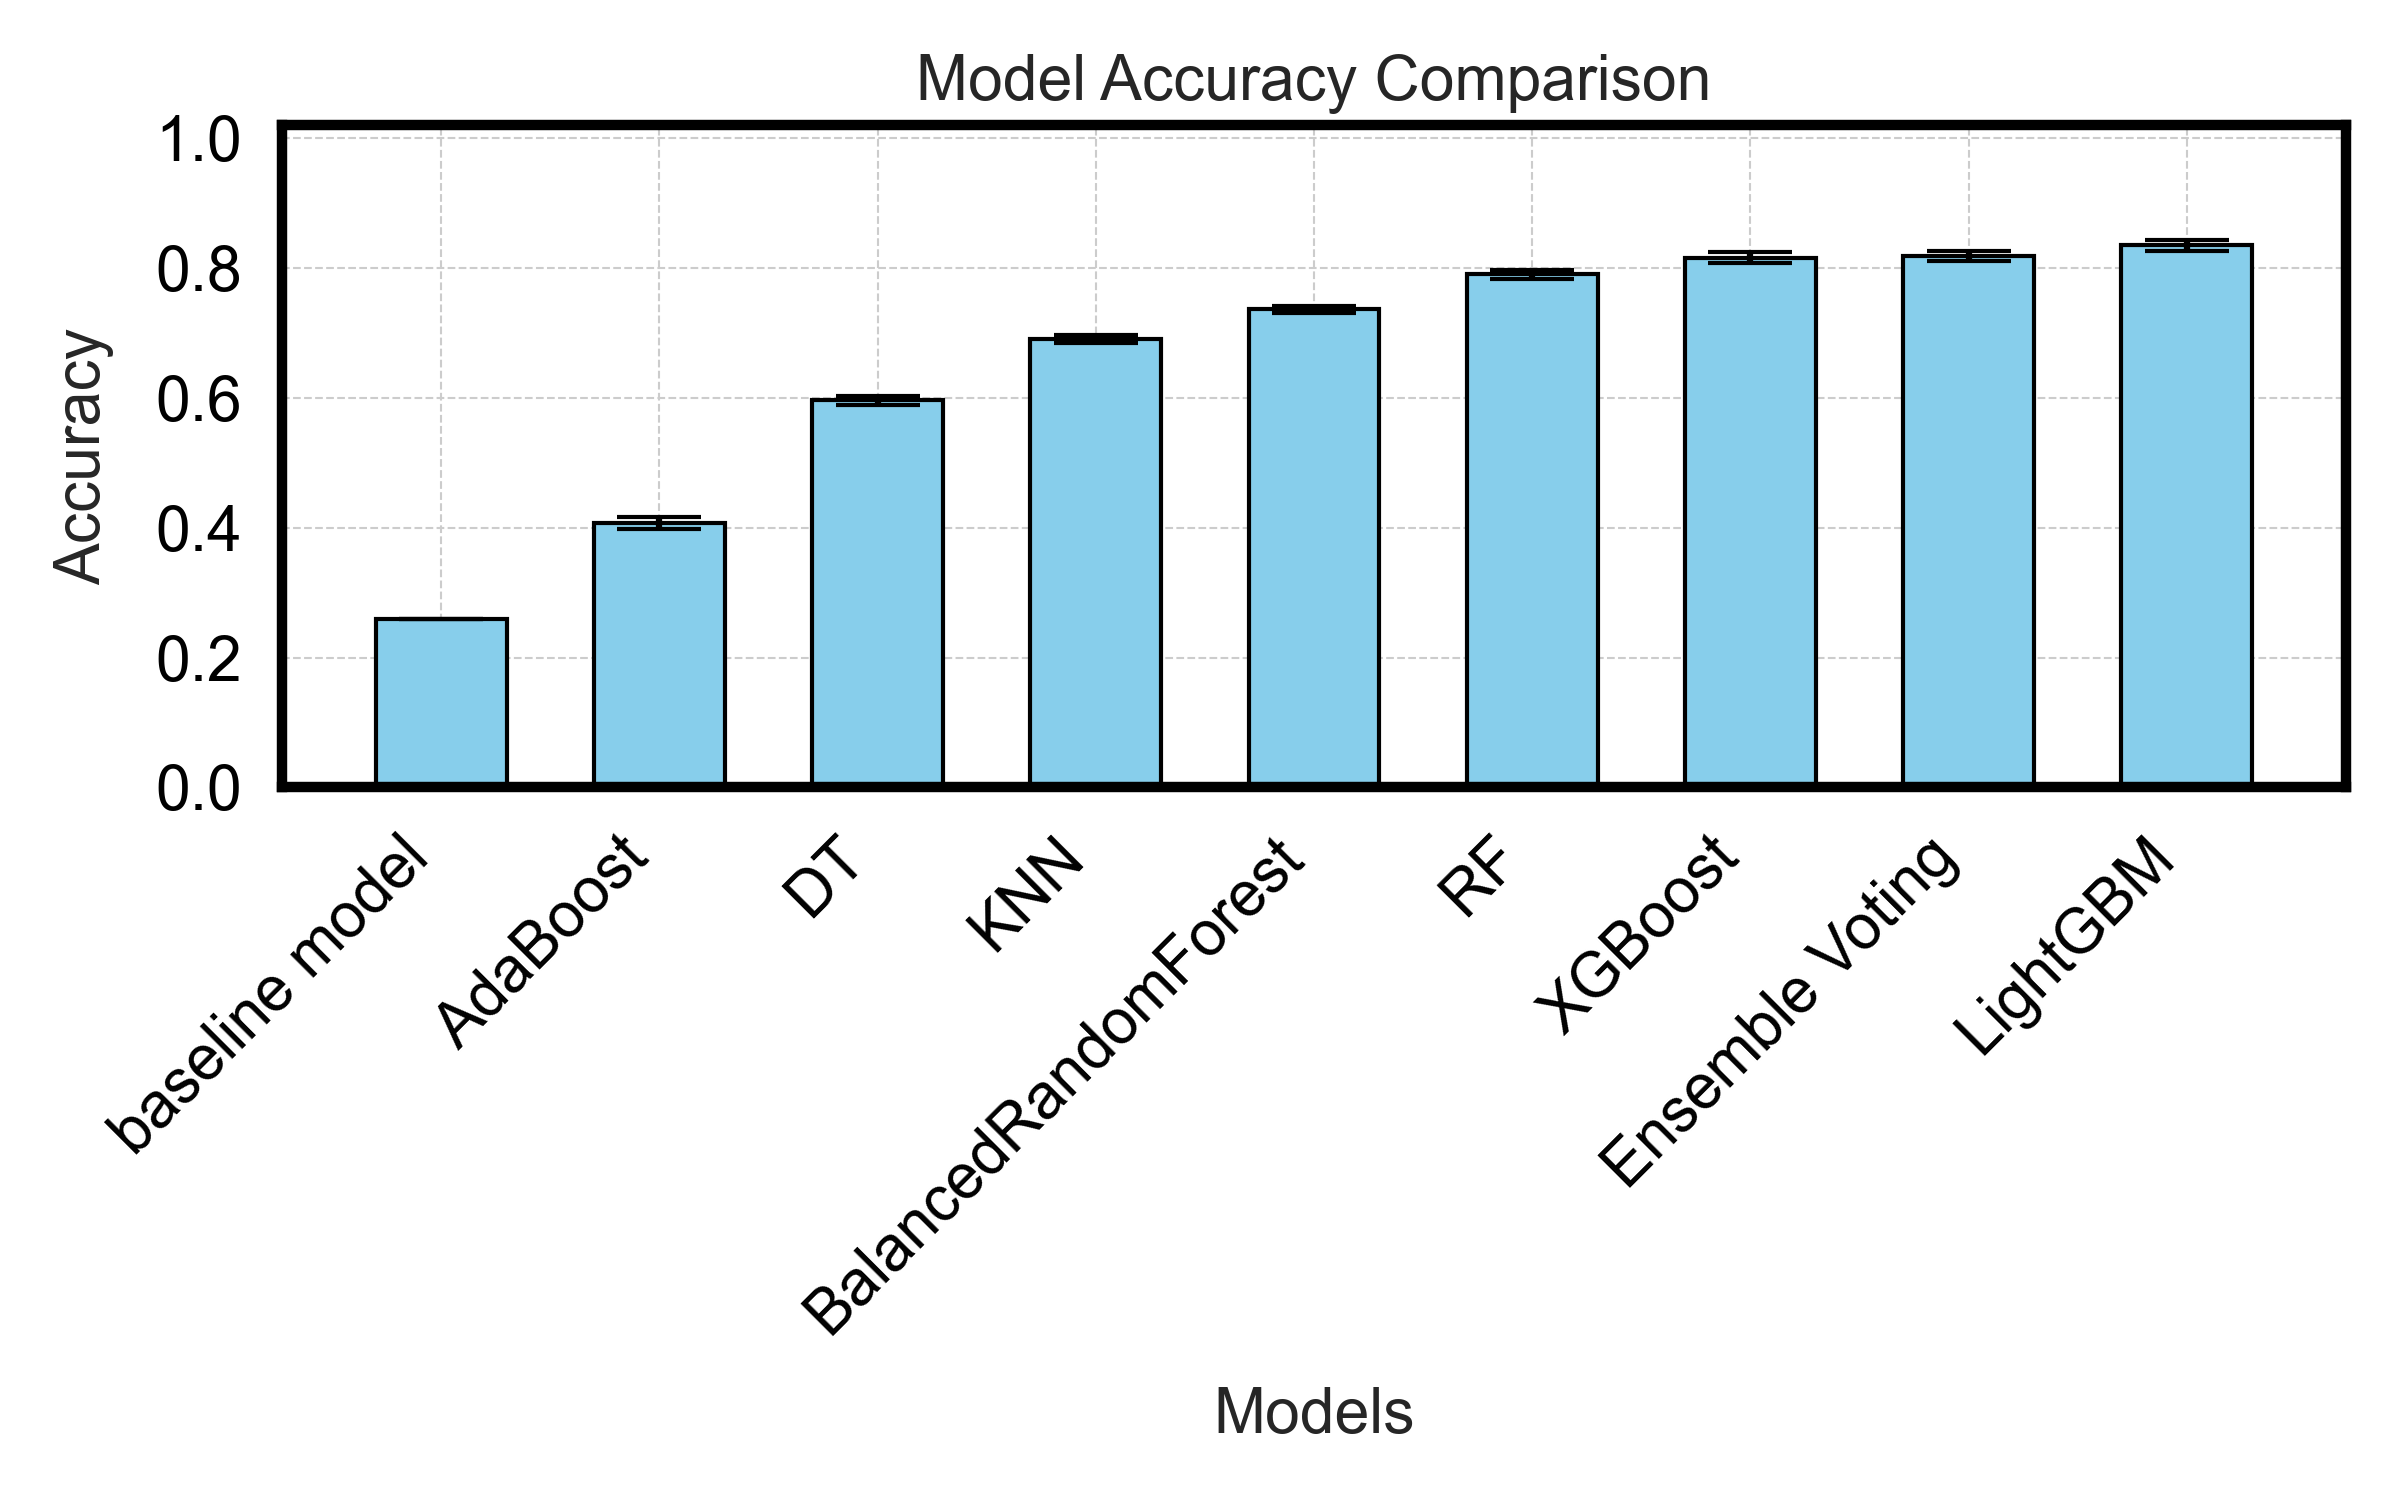 Model Accuracy Comparison
1.0
0.8
0.6
0.4
0.2
0.0
Accuracy
baseline model
AdaBoost
DT
KNN
BalancedRandomForest
RF
XGBoost
Ensemble Voting
LightGBM
Models